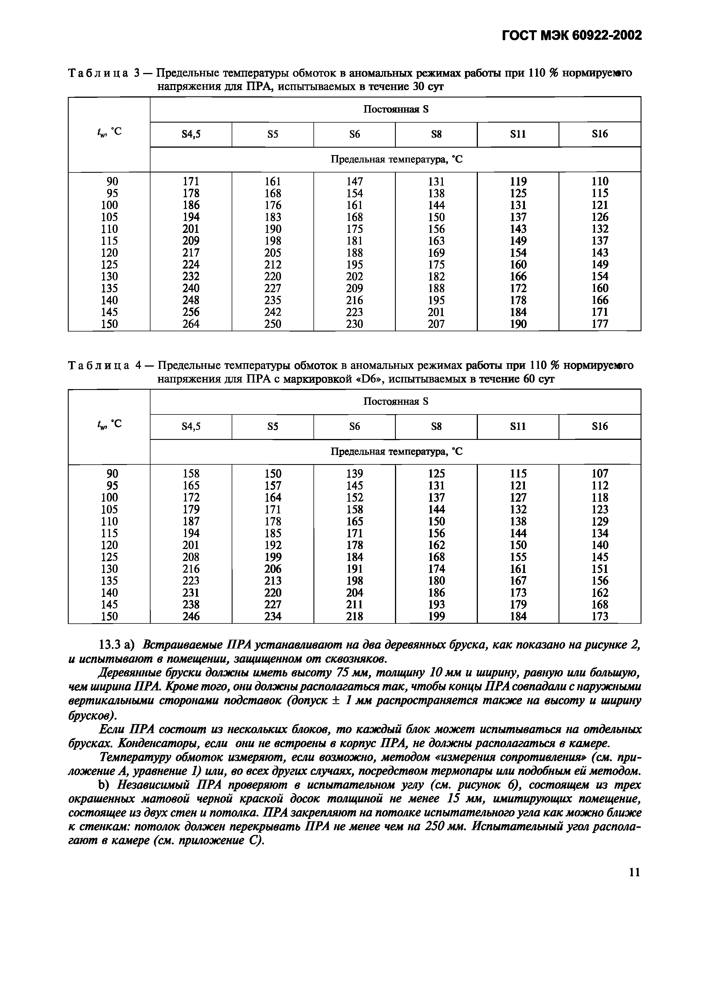 ГОСТ МЭК 60922-2002
Таблица 3 — Предельные температуры обмоток в аномальных режимах работы при 110 % нормируемого
напряжения для ПРА, испытываемых в течение 30 сут
Постоянная S
tw, °C
S4,5 S5 S6 S8 S11 S16
Предельная температура, °C
90 171 161 147 131 119 110
95 178 168 154 138 125 115
100 186 176 161 144 131 121
105 194 183 168 150 137 126
110 201 190 175 156 143 132
115 209 198 181 163 149 137
120 217 205 188 169 154 143
125 224 212 195 175 160 149
130 232 220 202 182 166 154
135 240 227 209 188 172 160
140 248 235 216 195 178 166
145 256 242 223 201 184 171
150 264 250 230 207 190 177
Таблица 4 — Предельные температуры обмоток в аномальных режимах работы при 110 % нормируемого
напряжения для ПРА с маркировкой «D6», испытываемых в течение 60 сут
Постоянная S
tw, °C
S4,5 S5 S6 S8 S11 S16
Предельная температура, °C
90 158 150 139 125 115 107
95 165 157 145 131 121 112
100 172 164 152 137 127 118
105 179 171 158 144 132 123
110 187 178 165 150 138 129
115 194 185 171 156 144 134
120 201 192 178 162 150 140
125 208 199 184 168 155 145
130 216 206 191 174 161 151
135 223 213 198 180 167 156
140 231 220 204 186 173 162
145 238 227 211 193 179 168
150 246 234 218 199 184 173
13.3 a) Встраиваемые ПРА устанавливают на два деревянных бруска, как показано на рисунке 2,
и испытывают в помещении, защищенном от сквозняков.
Деревянные бруски должны иметь высоту 75 мм, толщину 10 мм и ширину, равную или большую,
чем ширина ПРА. Кроме того, они должны располагаться так, чтобы концы ПРА совпадали с наружными
вертикальными сторонами подставок (допуск ± 1 мм распространяется также на высоту и ширину
брусков).
Если ПРА состоит из нескольких блоков, то каждый блок может испытываться на отдельных
брусках. Конденсаторы, если они не встроены в корпус ПРА, не должны располагаться в камере.
Температуру обмоток измеряют, если возможно, методом «измерения сопротивления» (см. при-
ложение А, уравнение 1) или, во всех других случаях, посредством термопары или подобным ей методом.
b) Независимый ПРА проверяют в испытательном углу (см. рисунок 6), состоящем из трех
окрашенных матовой черной краской досок толщиной не менее 15 мм, имитирующих помещение,
состоящее из двух стен и потолка. ПРА закрепляют на потолке испытательного угла как можно ближе
к стенкам: потолок должен перекрывать ПРА не менее чем на 250 мм. Испытательный угол распола-
гают в камере (см. приложение С).
11